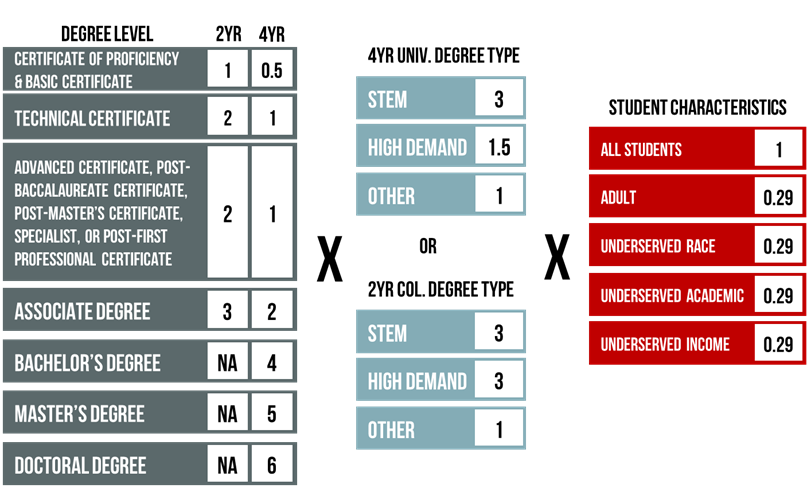 DEGREE LEVEL 2YR 4YR
CERTIFICATE OF PROFICIENCY
& BASIC CERTIFICATE 1 0.5
TECHNICAL CERTIFICATE 2 1
ADVANCED CERTIFICATE, POST-
BACCALAUREATE CERTIFICATE,
POST-MASTER'S CERTIFICATE,
SPECIALIST, OR POST-FIRST
PROFESSIONAL CERTIFICATE
2 1
ASSOCIATE DEGREE 3 2
BACHELOR'S DEGREE NA 4
MASTER'S DEGREE NA 5
DOCTORAL DEGREE NA 6
X
4YR UNIV. DEGREE TYPE
STEM 3
HIGH DEMAND 1.5
OTHER 1
OR
2YR COL. DEGREE TYPE
STEM 3
HIGH DEMAND 3
OTHER 1
X
STUDENT CHARACTERISTICS
ALL STUDENTS 1
ADULT 0.29
UNDERSERVED RACE 0.29
UNDERSERVED ACADEMIC 0.29
UNDERSERVED INCOME 0.29